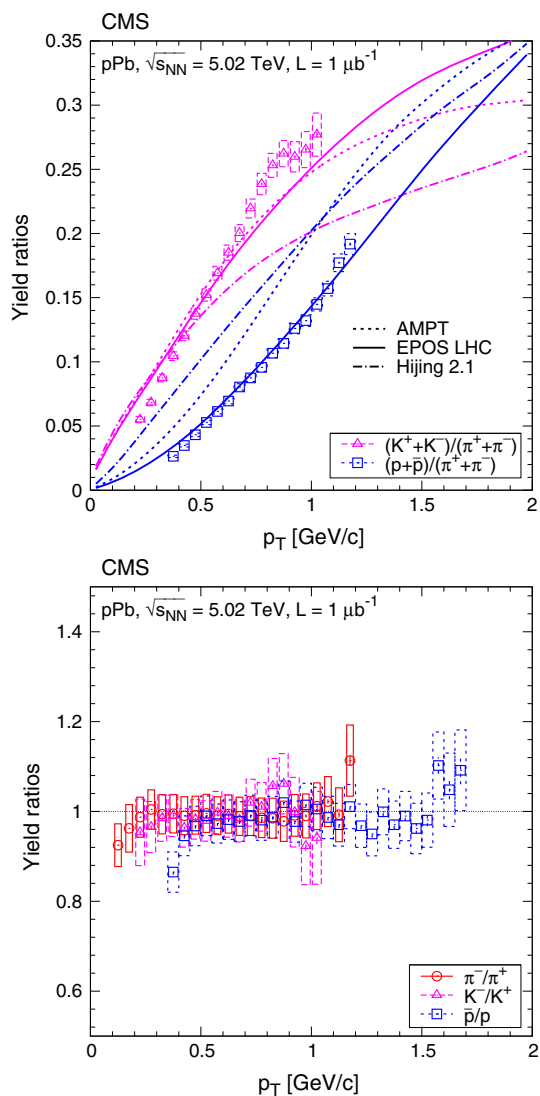 CMS
pPb, √sNN = 5.02 TeV, L = 1 μb⁻¹
0.35
0.3
0.25
0.2
0.15
0.1
0.05
0
Yield ratios
AMPT
EPOS LHC
Hijing 2.1
(K⁺+K⁻)/(π⁺+π⁻)
(p+p̄)/(π⁺+π⁻)
0 0.5 1 1.5 2
pT [GeV/c]
CMS
pPb, √sNN = 5.02 TeV, L = 1 μb⁻¹
1.4
1.2
1
0.8
0.6
Yield ratios
π⁻/π⁺
K⁻/K⁺
p̄/p
0 0.5 1 1.5 2
pT [GeV/c]